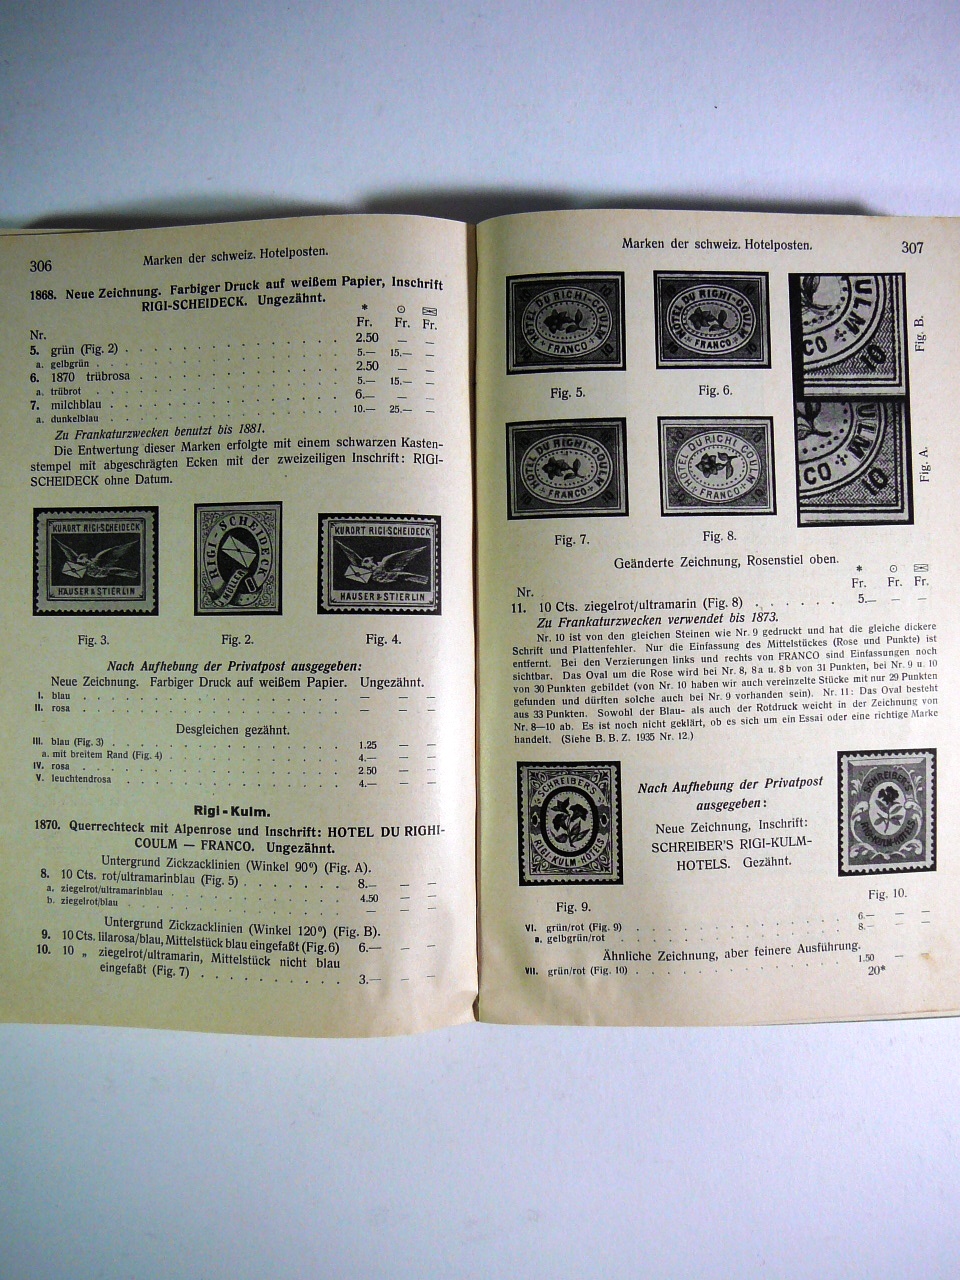 306
Marken der schweiz. Hotelposten.
1868. Neue Zeichnung. Farbiger Druck auf weißem Papier, Inschrift
RIGI-SCHEIDECK. Ungezähnt.
* ⊙ ✉
Nr. Fr. Fr. Fr.
5. grün (Fig. 2) . . . 2.50 — —
a. gelbgrün . . . 5.— 15.— —
6. 1870 trübrosa . . . 2.50 — —
a. trübrot . . . 5.— 15.— —
7. milchblau . . . 6.— — —
a. dunkelblau . . . 10.— 25.— —
Zu Frankaturzwecken benutzt bis 1881.
Die Entwertung dieser Marken erfolgte mit einem schwarzen Kasten-
stempel mit abgeschrägten Ecken mit der zweizeiligen Inschrift: RIGI-
SCHEIDECK ohne Datum.
KURORT RIGI-SCHEIDECK
HAUSER & STIERLIN
RIGI-SCHEIDECK
MÜLLER
KURORT RIGI-SCHEIDECK
HAUSER & STIERLIN
Fig. 3. Fig. 2. Fig. 4.
Nach Aufhebung der Privatpost ausgegeben:
Neue Zeichnung. Farbiger Druck auf weißem Papier. Ungezähnt.
I. blau . . . — — —
II. rosa . . . — — —
Desgleichen gezähnt.
III. blau (Fig. 3) . . . 1.25 — —
a. mit breitem Rand (Fig. 4) . . . 4.— — —
IV. rosa . . . 2.50 — —
V. leuchtendrosa . . . 4.— — —
Rigi-Kulm.
1870. Querrechteck mit Alpenrose und Inschrift: HOTEL DU RIGHI-
COULM — FRANCO. Ungezähnt.
Untergrund Zickzacklinien (Winkel 90º) (Fig. A).
8. 10 Cts. rot/ultramarinblau (Fig. 5) . . . 8.— — —
a. ziegelrot/ultramarinblau . . . 4.50 — —
b. ziegelrot/blau . . . — — —
Untergrund Zickzacklinien (Winkel 120º) (Fig. B).
9. 10 Cts. lilarosa/blau, Mittelstück blau eingefaßt (Fig. 6) 6.— — —
10. 10 „ ziegelrot/ultramarin, Mittelstück nicht blau
eingefaßt (Fig. 7) . . . 3.— — —
Marken der schweiz. Hotelposten.
307
HOTEL DU RIGHI-COULM
FRANCO
10
HOTEL DU RIGHI-COULM
FRANCO
10
ULM
CO
10
Fig. B.
Fig. 5. Fig. 6.
HOTEL DU RIGHI-COULM
FRANCO
10
HOTEL DU RIGHI-COULM
FRANCO
10
ULM
CO
10
Fig. A.
Fig. 7. Fig. 8.
Geänderte Zeichnung, Rosenstiel oben.
* ⊙ ✉
Nr. Fr. Fr. Fr.
11. 10 Cts. ziegelrot/ultramarin (Fig. 8) . . . 5.— — —
Zu Frankaturzwecken verwendet bis 1873.
Nr. 10 ist von den gleichen Steinen wie Nr. 9 gedruckt und hat die gleiche dickere
Schrift und Plattenfehler. Nur die Einfassung des Mittelstückes (Rose und Punkte) ist
entfernt. Bei den Verzierungen links und rechts von FRANCO sind Einfassungen noch
sichtbar. Das Oval um die Rose wird bei Nr. 8, 8a u. 8b von 31 Punkten, bei Nr. 9 u. 10
von 30 Punkten gebildet (von Nr. 10 haben wir auch vereinzelte Stücke mit nur 29 Punkten
gefunden und dürften solche auch bei Nr. 9 vorhanden sein). Nr. 11: Das Oval besteht
aus 33 Punkten. Sowohl der Blau- als auch der Rotdruck weicht in der Zeichnung von
Nr. 8—10 ab. Es ist noch nicht geklärt, ob es sich um ein Essai oder eine richtige Marke
handelt. (Siehe B. B. Z. 1935 Nr. 12.)
SCHREIBER'S
RIGI-KULM-HOTELS
Nach Aufhebung der Privatpost
ausgegeben:
Neue Zeichnung, Inschrift:
SCHREIBER'S RIGI-KULM-
HOTELS. Gezähnt.
SCHREIBER'S
RIGI-KULM-HOTELS
Fig. 9. Fig. 10.
VI. grün/rot (Fig. 9) . . . 6.— — —
a. gelbgrün/rot . . . 8.— — —
Ähnliche Zeichnung, aber feinere Ausführung.
VII. grün/rot (Fig. 10) . . . 1.50 —
20*